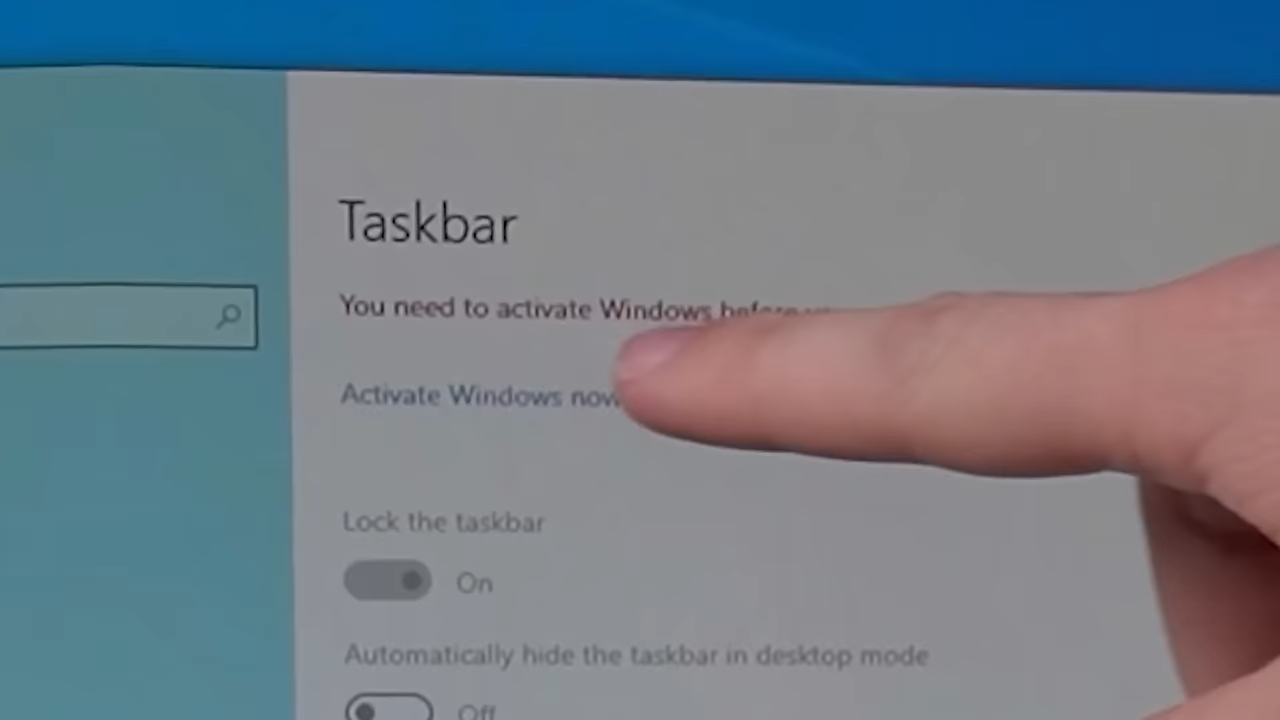 Taskbar
You need to activate Windows before
Activate Windows now
Lock the taskbar
On
Automatically hide the taskbar in desktop mode
Off